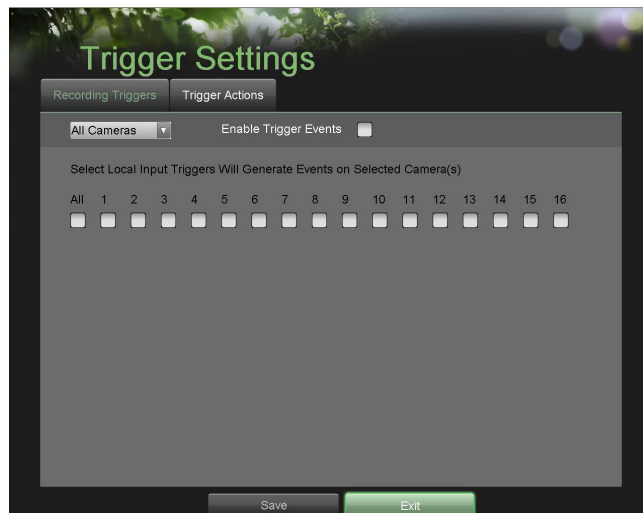 Trigger Settings
Recording Triggers Trigger Actions
All Cameras Enable Trigger Events
Select Local Input Triggers Will Generate Events on Selected Camera(s)
All 1 2 3 4 5 6 7 8 9 10 11 12 13 14 15 16
Save Exit